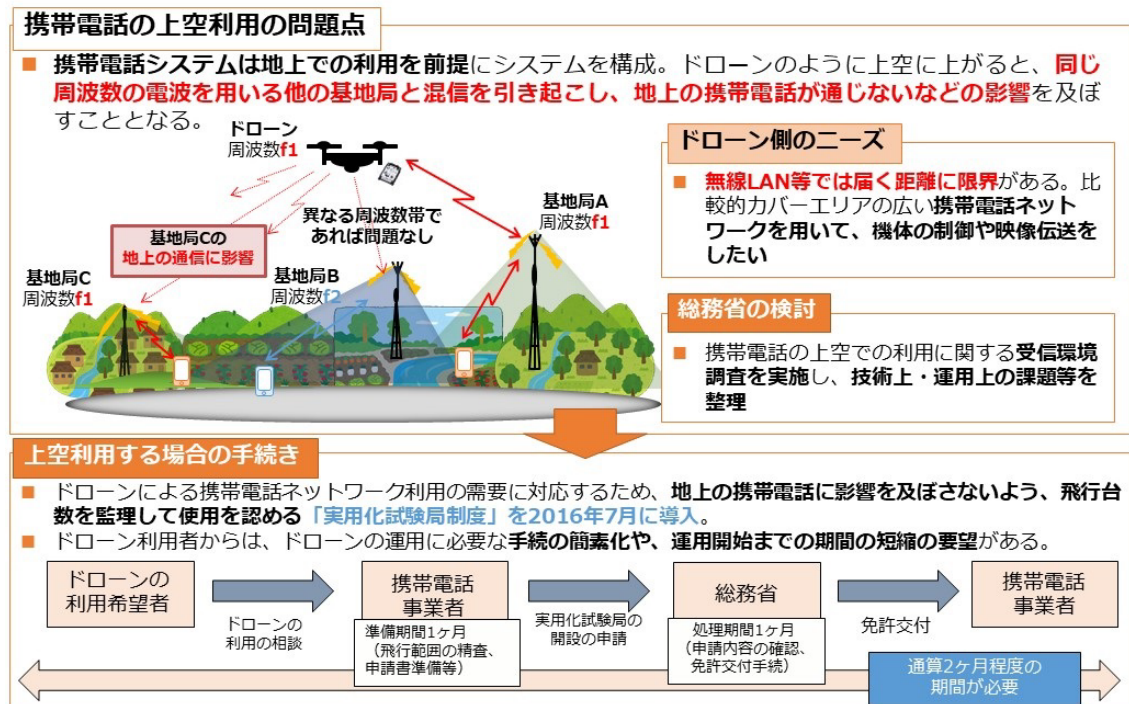 携帯電話の上空利用の問題点
■ 携帯電話システムは地上での利用を前提にシステムを構成。ドローンのように上空に上がると、同じ
周波数の電波を用いる他の基地局と混信を引き起こし、地上の携帯電話が通じないなどの影響を及ぼ
すこととなる。
ドローン
周波数f1
異なる周波数帯で
あれば問題なし
基地局A
周波数f1
基地局Cの
地上の通信に影響
基地局C
周波数f1
基地局B
周波数f2
ドローン側のニーズ
■ 無線LAN等では届く距離に限界がある。比
較的カバーエリアの広い携帯電話ネット
ワークを用いて、機体の制御や映像伝送を
したい
総務省の検討
■ 携帯電話の上空での利用に関する受信環境
調査を実施し、技術上・運用上の課題等を
整理
上空利用する場合の手続き
■ ドローンによる携帯電話ネットワーク利用の需要に対応するため、地上の携帯電話に影響を及ぼさないよう、飛行台
数を監理して使用を認める「実用化試験局制度」を2016年7月に導入。
■ ドローン利用者からは、ドローンの運用に必要な手続の簡素化や、運用開始までの期間の短縮の要望がある。
ドローンの
利用希望者
ドローンの
利用の相談
携帯電話
事業者
準備期間1ヶ月
（飛行範囲の精査、
申請書準備等）
実用化試験局の
開設の申請
総務省
処理期間1ヶ月
（申請内容の確認、
免許交付手続）
免許交付
携帯電話
事業者
通算2ヶ月程度の
期間が必要